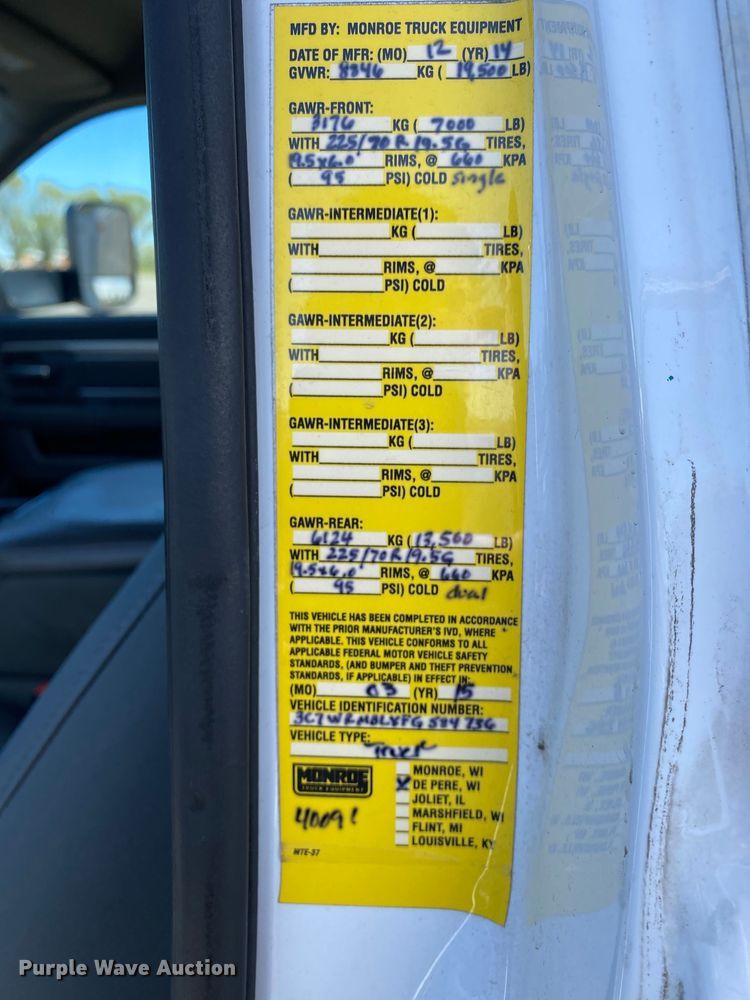 MFD BY: MONROE TRUCK EQUIPMENT
DATE OF MFR: (MO) 12 (YR) 14
GVWR: 8846 KG ( 19,500 LB)
GAWR-FRONT:
3176 KG ( 7000 LB)
WITH 225/70R/19.5G TIRES,
19.5x6.0' RIMS, @ 660 KPA
( 95 PSI) COLD single
GAWR-INTERMEDIATE(1):
KG ( LB)
WITH TIRES,
RIMS, @ KPA
( PSI) COLD
GAWR-INTERMEDIATE(2):
KG ( LB)
WITH TIRES,
RIMS, @ KPA
( PSI) COLD
GAWR-INTERMEDIATE(3):
KG ( LB)
WITH TIRES,
RIMS, @ KPA
( PSI) COLD
GAWR-REAR:
6124 KG ( 13,500 LB)
WITH 225/70R/19.5G TIRES,
19.5x6.0' RIMS, @ 660 KPA
( 95 PSI) COLD dual
THIS VEHICLE HAS BEEN COMPLETED IN ACCORDANCE
WITH THE PRIOR MANUFACTURER'S IVD, WHERE
APPLICABLE. THIS VEHICLE CONFORMS TO ALL
APPLICABLE FEDERAL MOTOR VEHICLE SAFETY
STANDARDS, (AND BUMPER AND THEFT PREVENTION
STANDARDS, IF APPLICABLE) IN EFFECT IN:
(MO) 03 (YR) 15
VEHICLE IDENTIFICATION NUMBER:
VEHICLE TYPE:
Truck
MONROE
TRUCK EQUIPMENT
MONROE, WI
X DE PERE, WI
JOLIET, IL
MARSHFIELD, WI
FLINT, MI
LOUISVILLE, KY
MTE-37
Purple Wave Auction